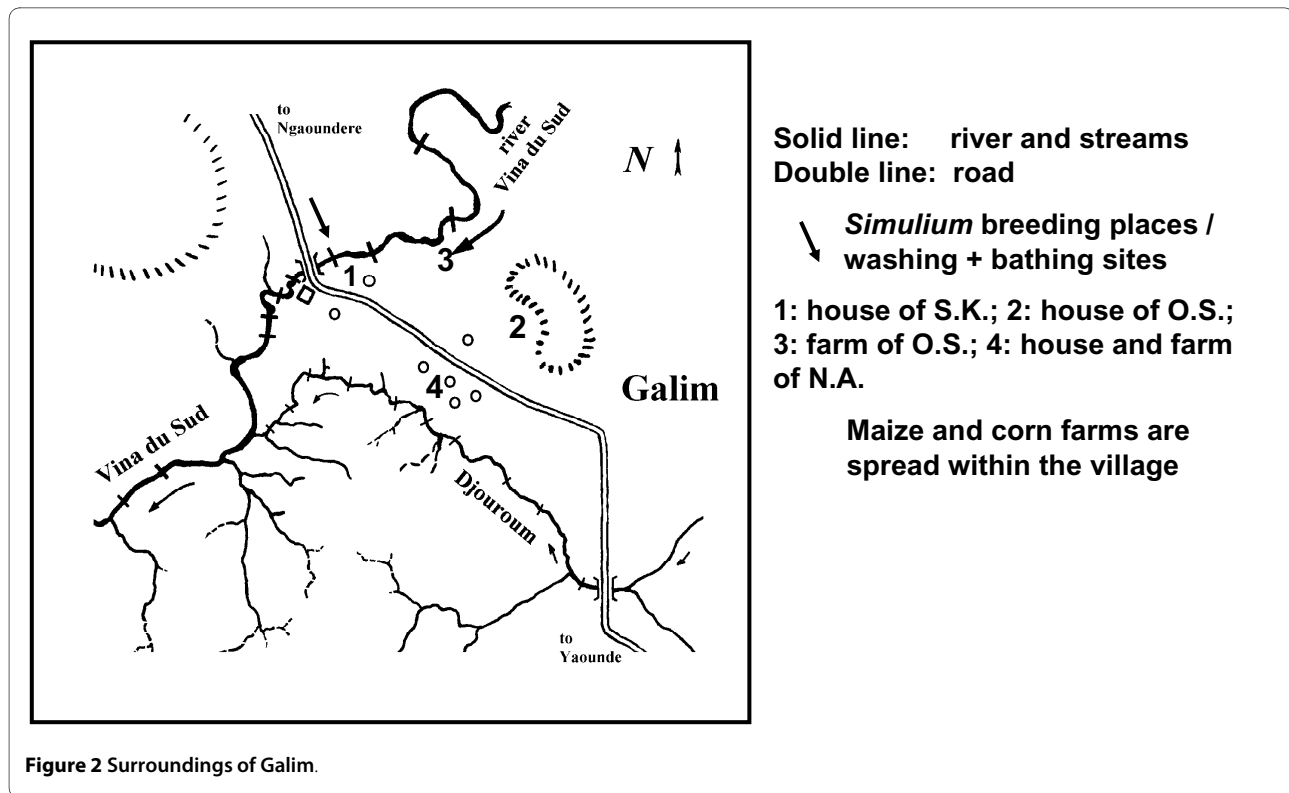 to
Ngaoundere
river
Vina du Sud
N
1
3
2
4
Galim
Vina du Sud
Djouroum
to
Yaounde
Solid line: river and streams
Double line: road
Simulium breeding places /
washing + bathing sites
1: house of S.K.; 2: house of O.S.;
3: farm of O.S.; 4: house and farm
of N.A.
Maize and corn farms are
spread within the village
Figure 2 Surroundings of Galim.